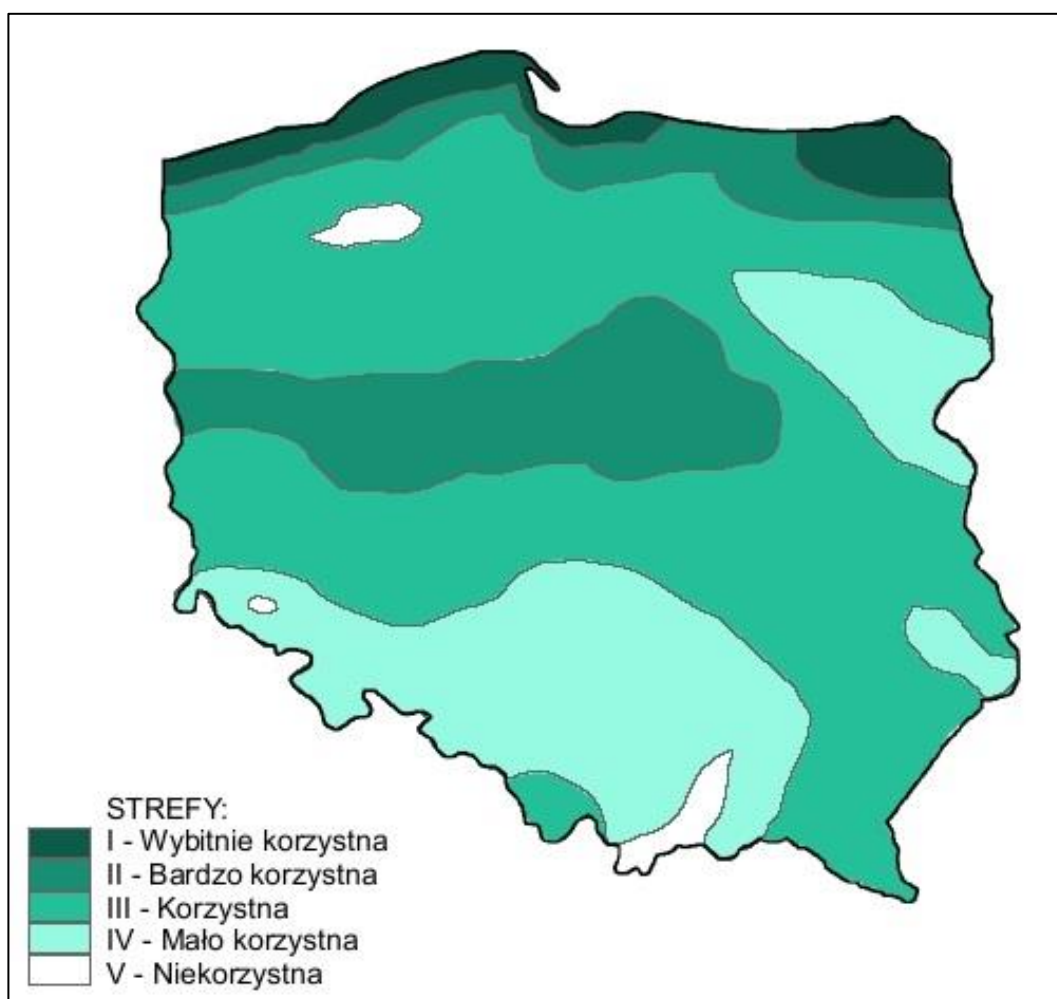 STREFY:
I - Wybitnie korzystna
II - Bardzo korzystna
III - Korzystna
IV - Mało korzystna
V - Niekorzystna